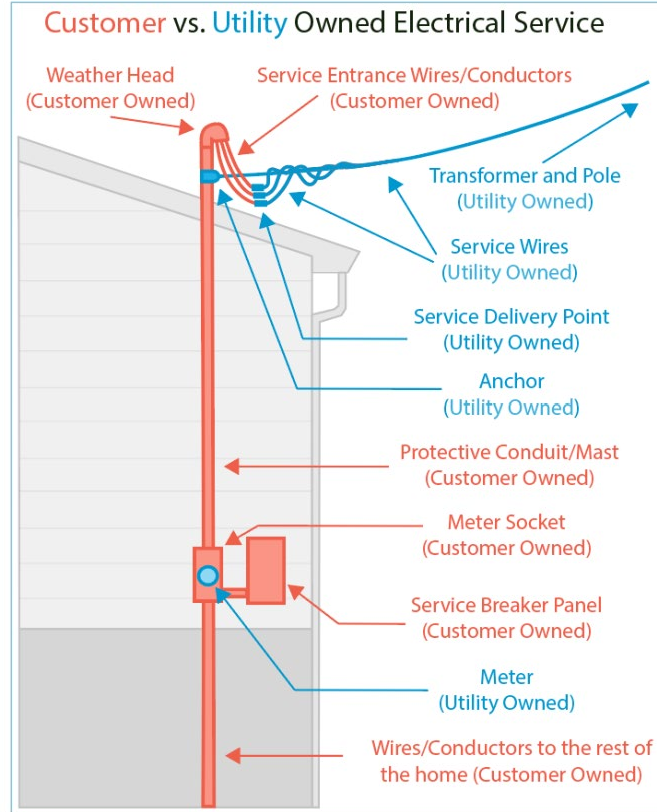 Customer vs. Utility Owned Electrical Service
Weather Head
(Customer Owned)
Service Entrance Wires/Conductors
(Customer Owned)
Transformer and Pole
(Utility Owned)
Service Wires
(Utility Owned)
Service Delivery Point
(Utility Owned)
Anchor
(Utility Owned)
Protective Conduit/Mast
(Customer Owned)
Meter Socket
(Customer Owned)
Service Breaker Panel
(Customer Owned)
Meter
(Utility Owned)
Wires/Conductors to the rest of
the home (Customer Owned)